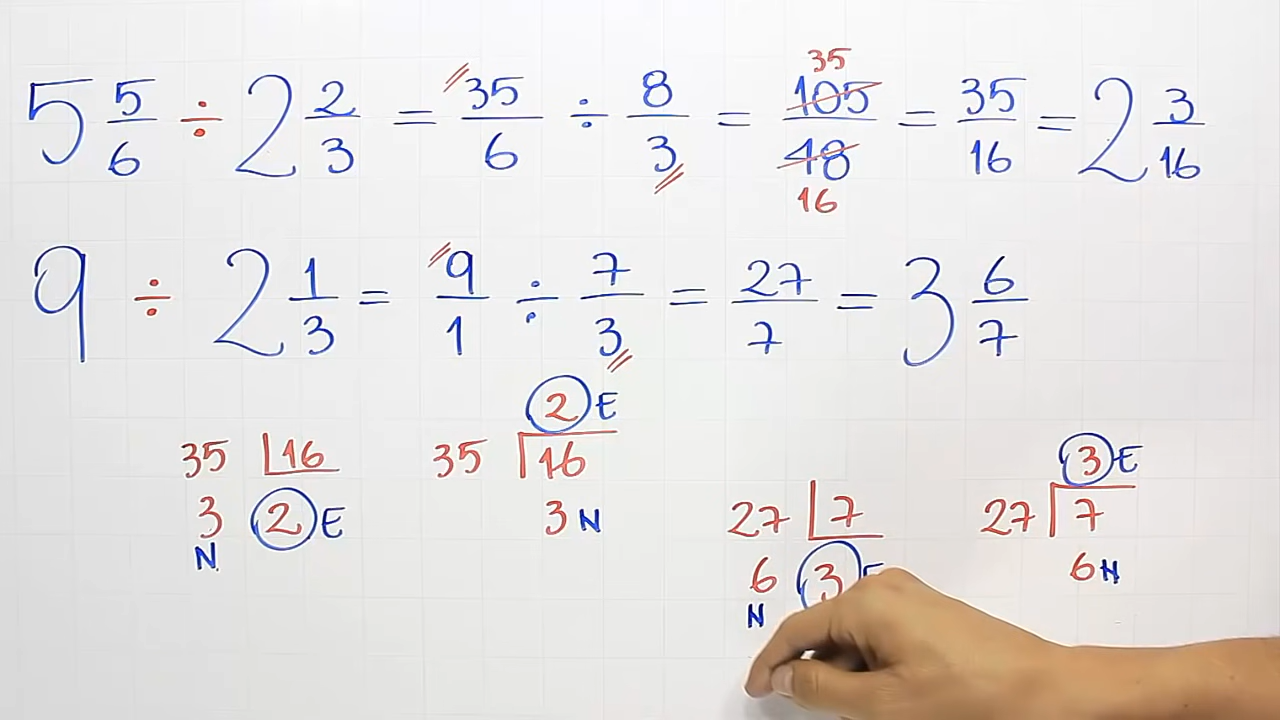 5 5/6 ÷ 2 2/3 = 35/6 ÷ 8/3 = 105/48 = 35/16 = 2 3/16
35
16
9 ÷ 2 1/3 = 9/1 ÷ 7/3 = 27/7 = 3 6/7
35 16
3 2 E
N
2 E
35 16
3 N
27 7
6 3 E
N
3 E
27 7
6 N